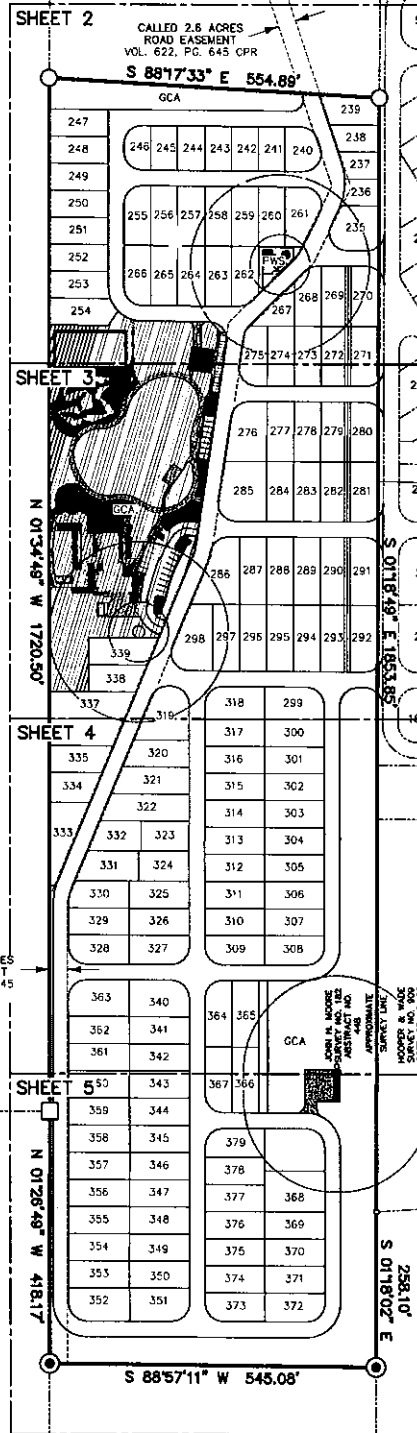 SHEET 2
CALLED 2.6 ACRES
ROAD EASEMENT
VOL. 622, PG. 645 CPR
S 88°17'33" E 554.89'
GCA
239
247
238
248
246 245 244 243 242 241 240
237
249
236
250
255 256 257 258 259 260 261
235
251
252
PWS
253
266 265 264 263 262
268 269 270
254
267
275 274 273 272 271
SHEET 3
276 277 278 279 280
285 284 283 282 281
GCA
N 01°34'49" W 1720.50'
S 01°18'49" E 1853.85
286 287 288 289 290 291
298 297 296 295 294 293 292
339
338
337
319
318 299
SHEET 4
317 300
320
335
316 301
321
334
315 302
322
314 303
333
332 323
313 304
331 324
312 305
330 325
311 306
329 326
310 307
328 327
309 308
ES
T
45
363 340
364 365
362 341
GCA
361 342
JOHN H. MOORE
SURVEY NO. 182
ABSTRACT NO.
448
APPROXIMATE
SURVEY LINE
HOOPER & WADE
SURVEY NO. 909
367 366
SHEET 5
343
359 344
358 345
379
357 346
378
356 347
377 368
355 348
376 369
354 349
375 370
353 350
374 371
352 351
373 372
N 01°26'49" W 418.17'
258.10'
S 01°18'02" E
S 88°57'11" W 545.08'